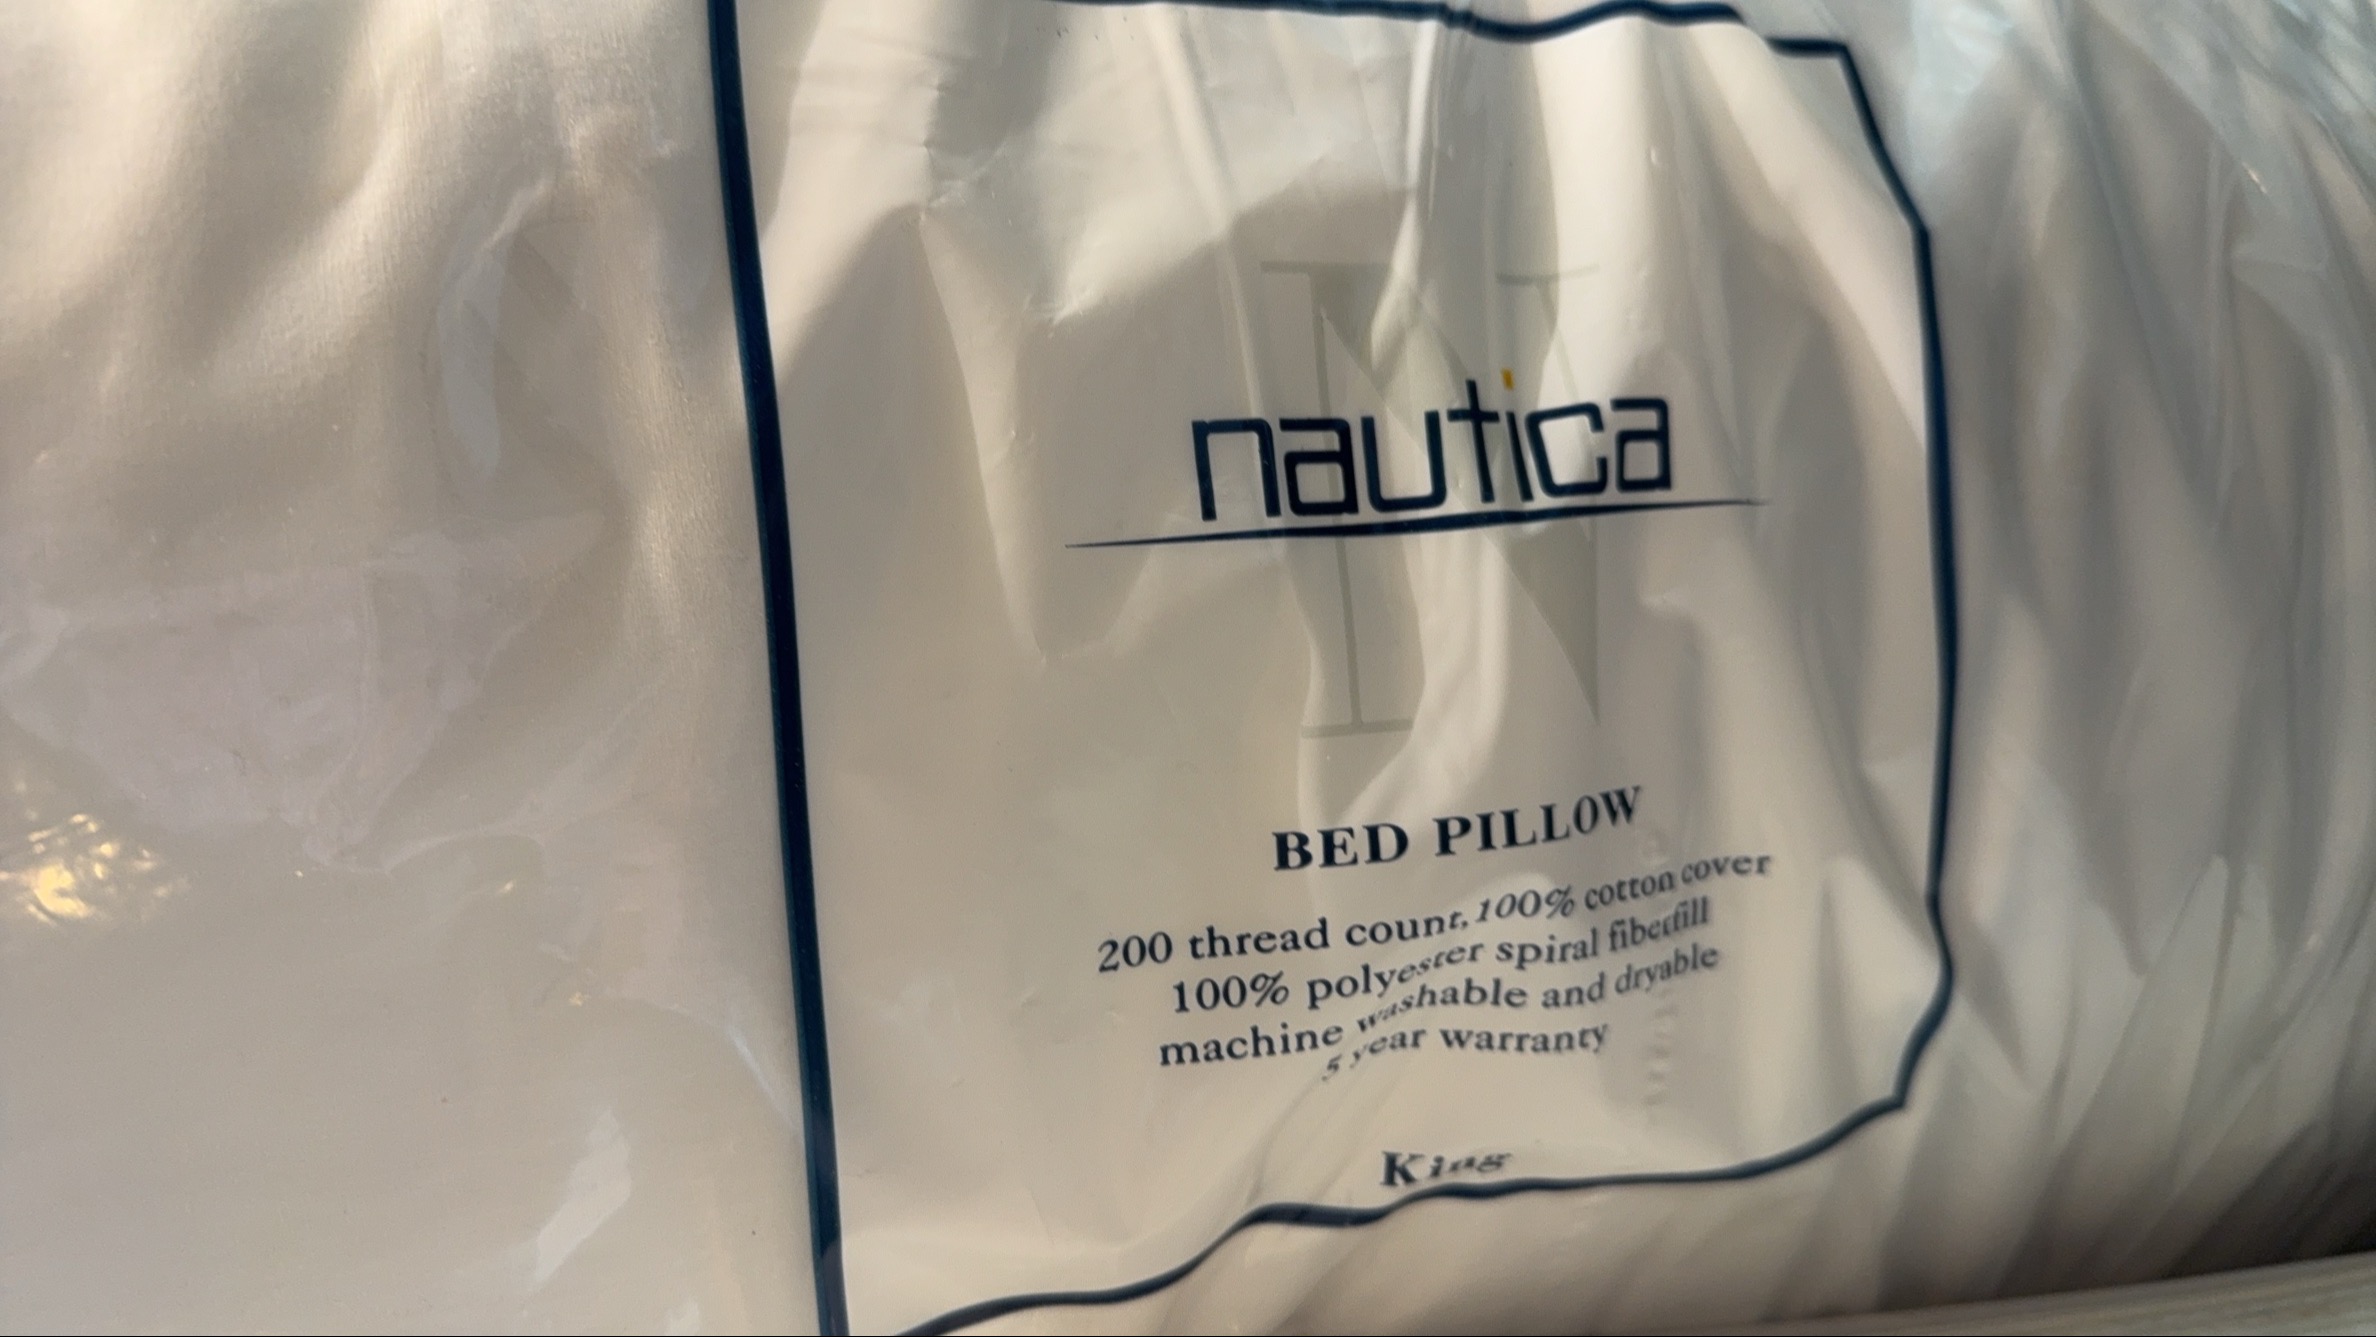 N
nautica
BED PILLOW
200 thread count, 100% cotton cover
100% polyester spiral fiberfill
machine washable and dryable
5 year warranty
King